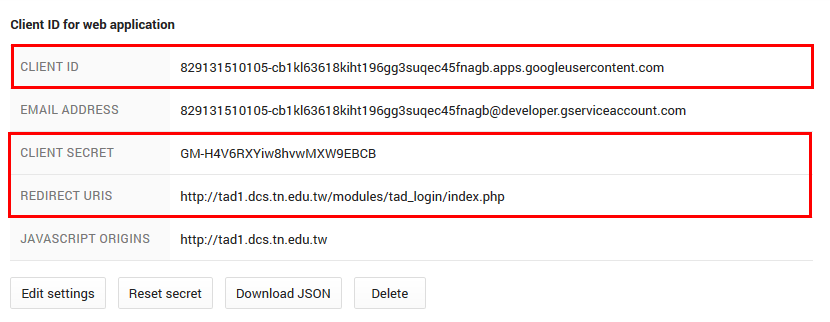 Client ID for web application
CLIENT ID 829131510105-cb1kl63618kiht196gg3suqec45fnagb.apps.googleusercontent.com
EMAIL ADDRESS 829131510105-cb1kl63618kiht196gg3suqec45fnagb@developer.gserviceaccount.com
CLIENT SECRET GM-H4V6RXYiw8hvwMXW9EBCB
REDIRECT URIS http://tad1.dcs.tn.edu.tw/modules/tad_login/index.php
JAVASCRIPT ORIGINS http://tad1.dcs.tn.edu.tw
Edit settings Reset secret Download JSON Delete